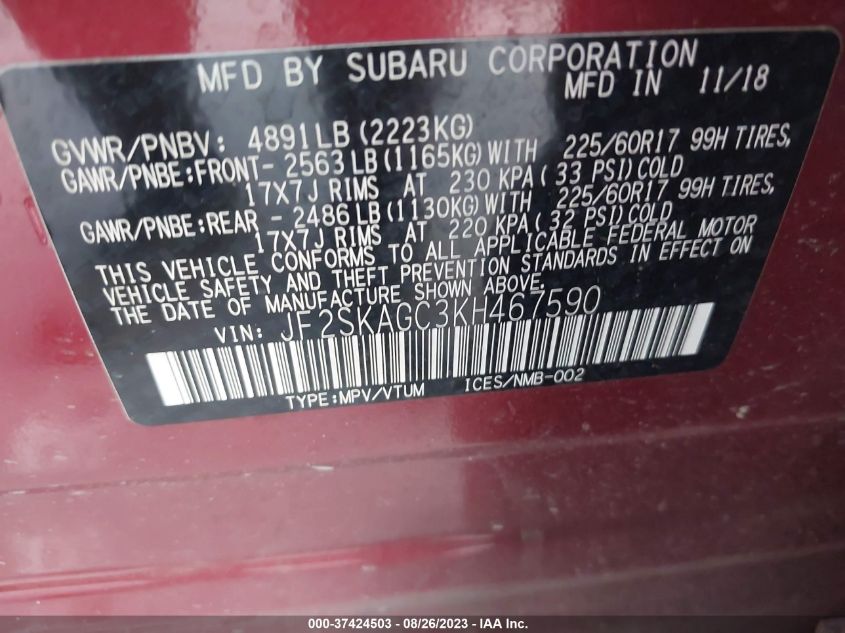 MFD BY SUBARU CORPORATION
MFD IN 11/18
GVWR/PNBV: 4891LB (2223KG)
GAWR/PNBE:FRONT- 2563 LB (1165KG) WITH 225/60R17 99H TIRES,
17X7J RIMS AT 230 KPA ( 33 PSI) COLD
GAWR/PNBE:REAR - 2486 LB (1130KG) WITH 225/60R17 99H TIRES,
17X7J RIMS AT 220 KPA ( 32 PSI) COLD
THIS VEHICLE CONFORMS TO ALL APPLICABLE FEDERAL MOTOR
VEHICLE SAFETY AND THEFT PREVENTION STANDARDS IN EFFECT ON
THE DATE OF MANUFACTURE SHOWN ABOVE.
VIN: JF2SKAGC3KH467590
TYPE:MPV/VTUM ICES/NMB-002
000-37424503 - 08/26/2023 - IAA Inc.